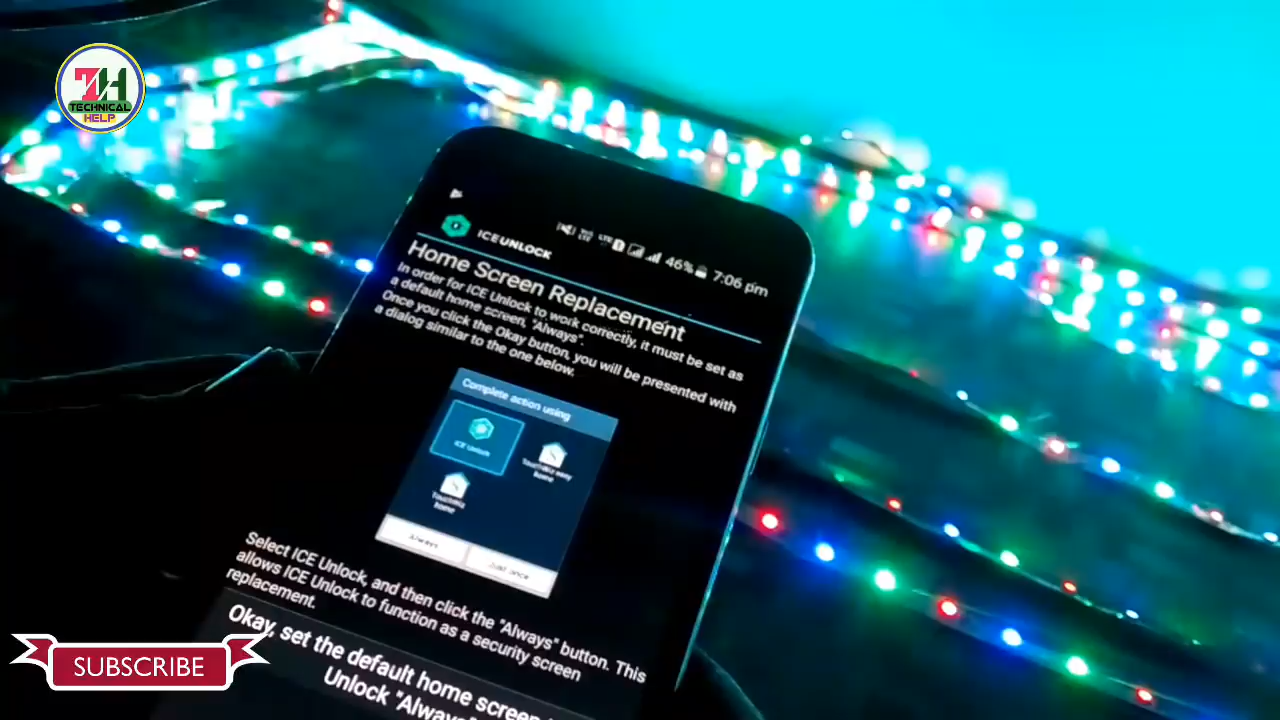 TH
TECHNICAL
HELP
46% 7:06 pm
ICE UNLOCK
Home Screen Replacement
In order for ICE Unlock to work correctly, it must be set as
a default home screen, "Always".
Once you click the Okay button, you will be presented with
a dialog similar to the one below.
Complete action using
ICE Unlock
TouchWiz easy
home
TouchWiz
home
Always
Just once
Select ICE Unlock, and then click the "Always" button. This
allows ICE Unlock to function as a security screen
replacement.
Okay, set the default home screen
Unlock "Always"
SUBSCRIBE